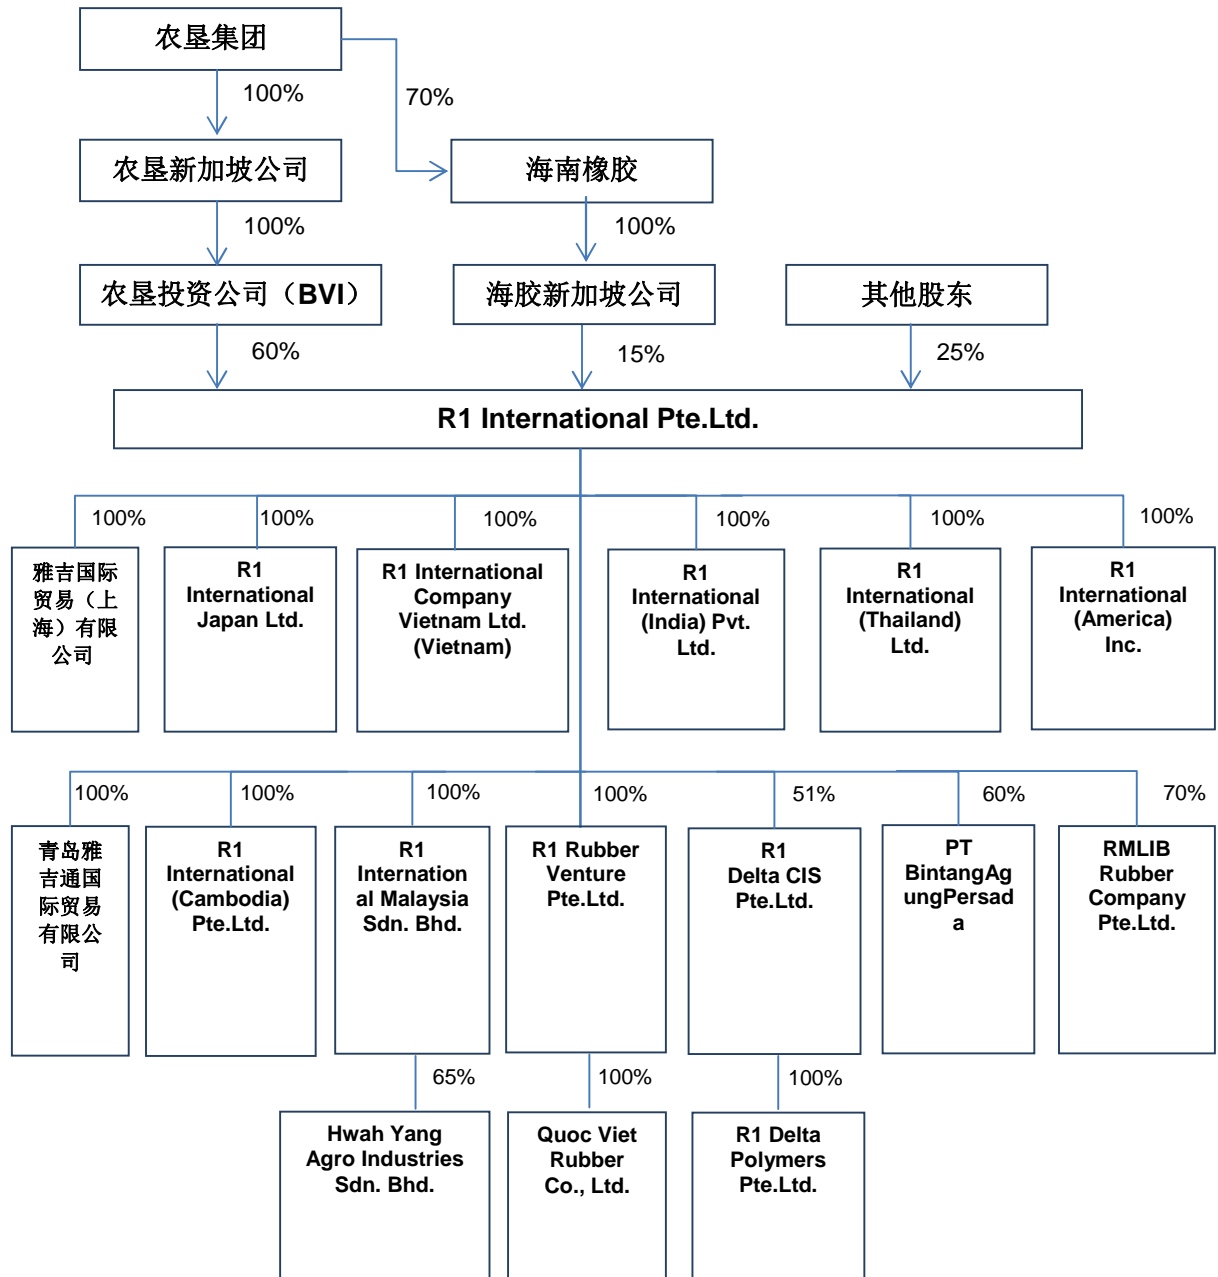 农垦集团
100%
70%
农垦新加坡公司
海南橡胶
100%
100%
农垦投资公司（BVI）
海胶新加坡公司
其他股东
60%
15%
25%
R1 International Pte.Ltd.
100%
100%
100%
100%
100%
100%
雅吉国际
贸易（上
海）有限
公司
R1
International
Japan Ltd.
R1 International
Company
Vietnam Ltd.
(Vietnam)
R1
International
(India) Pvt.
Ltd.
R1
International
(Thailand)
Ltd.
R1
International
(America)
Inc.
100%
100%
100%
100%
51%
60%
70%
青岛雅
吉通国
际贸易
有限公
司
R1
International
(Cambodia)
Pte.Ltd.
R1
Internation
al Malaysia
Sdn. Bhd.
R1 Rubber
Venture
Pte.Ltd.
R1
Delta CIS
Pte.Ltd.
PT
BintangAg
ungPersad
a
RMLIB
Rubber
Company
Pte.Ltd.
65%
100%
100%
Hwah Yang
Agro Industries
Sdn. Bhd.
Quoc Viet
Rubber
Co., Ltd.
R1 Delta
Polymers
Pte.Ltd.